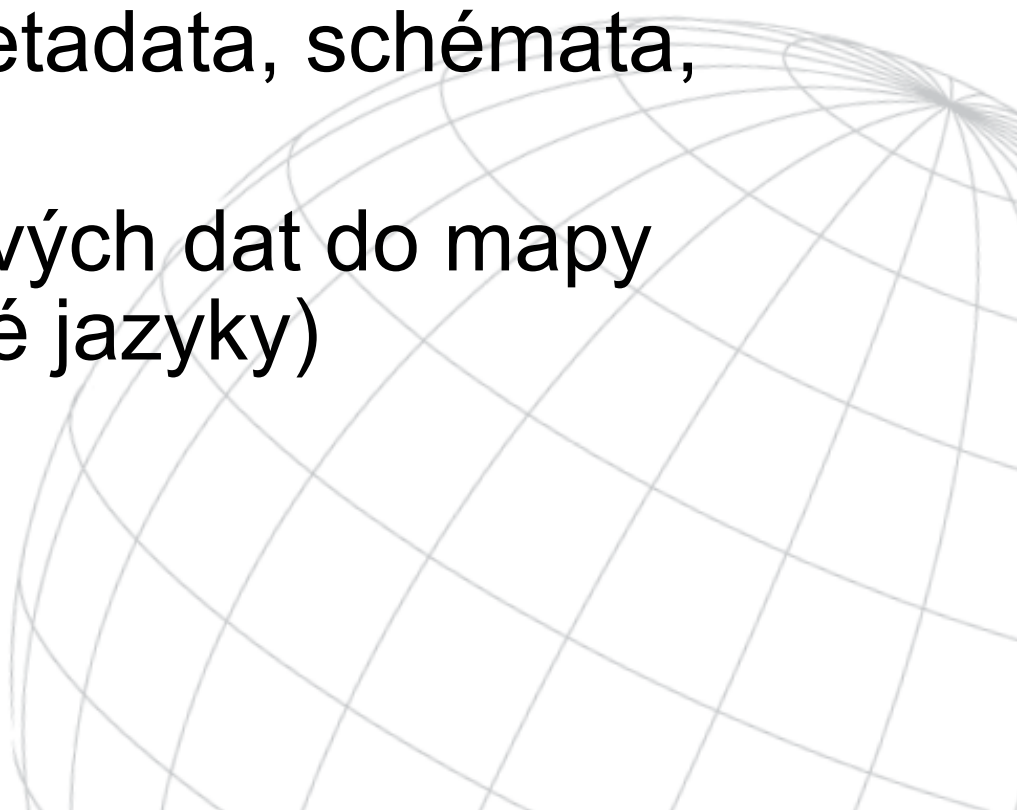 etadata, schémata,
vých dat do mapy
é jazyky)